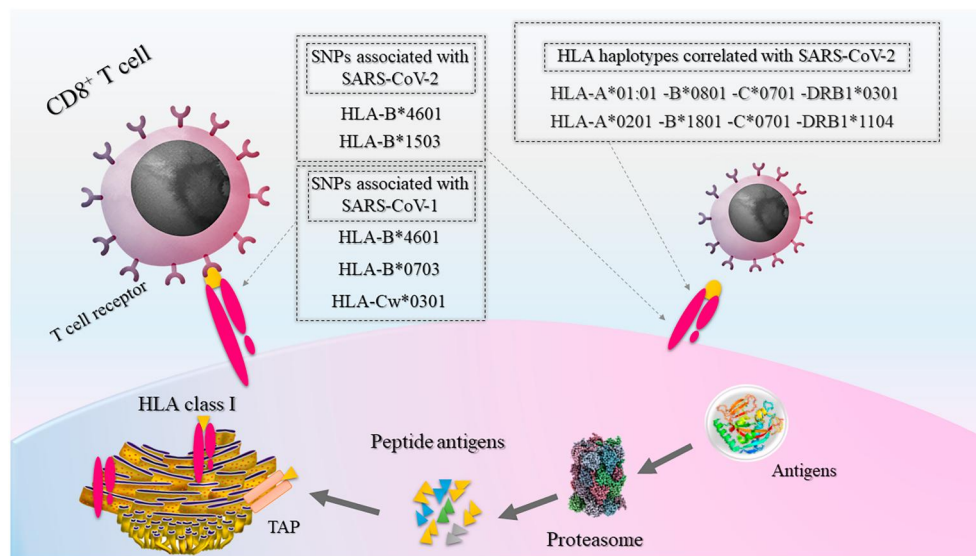 CD8+ T cell
SNPs associated with
SARS-CoV-2
HLA-B*4601
HLA-B*1503
SNPs associated with
SARS-CoV-1
HLA-B*4601
HLA-B*0703
HLA-Cw*0301
HLA haplotypes correlated with SARS-CoV-2
HLA-A*01:01 -B*0801 -C*0701 -DRB1*0301
HLA-A*0201 -B*1801 -C*0701 -DRB1*1104
T cell receptor
HLA class I
TAP
Peptide antigens
Proteasome
Antigens